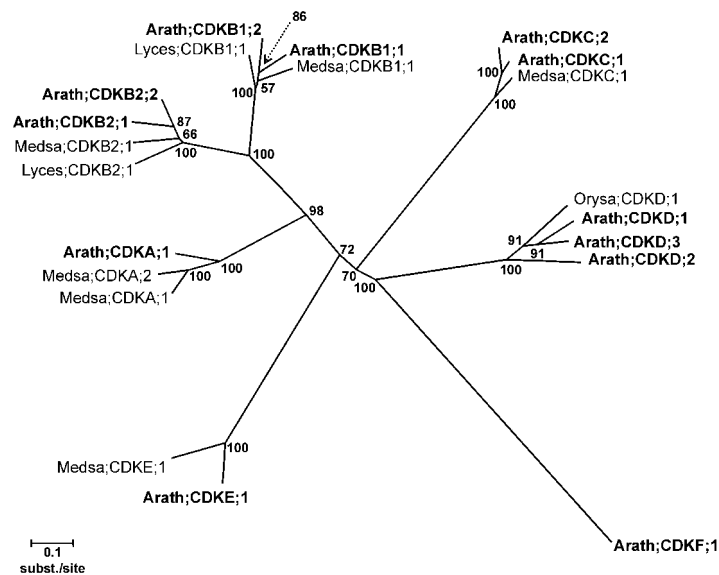 86
Arath;CDKB1;2
Lyces;CDKB1;1
Arath;CDKB1;1
Medsa;CDKB1;1
100
57
Arath;CDKB2;2
Arath;CDKB2;1
87
66
Medsa;CDKB2;1
100
Lyces;CDKB2;1
100
Arath;CDKC;2
Arath;CDKC;1
100
Medsa;CDKC;1
100
Orysa;CDKD;1
Arath;CDKD;1
91
Arath;CDKD;3
91
Arath;CDKD;2
100
98
72
70
100
Arath;CDKA;1
100
Medsa;CDKA;2
100
Medsa;CDKA;1
100
Medsa;CDKE;1
Arath;CDKE;1
Arath;CDKF;1
0.1
subst./site